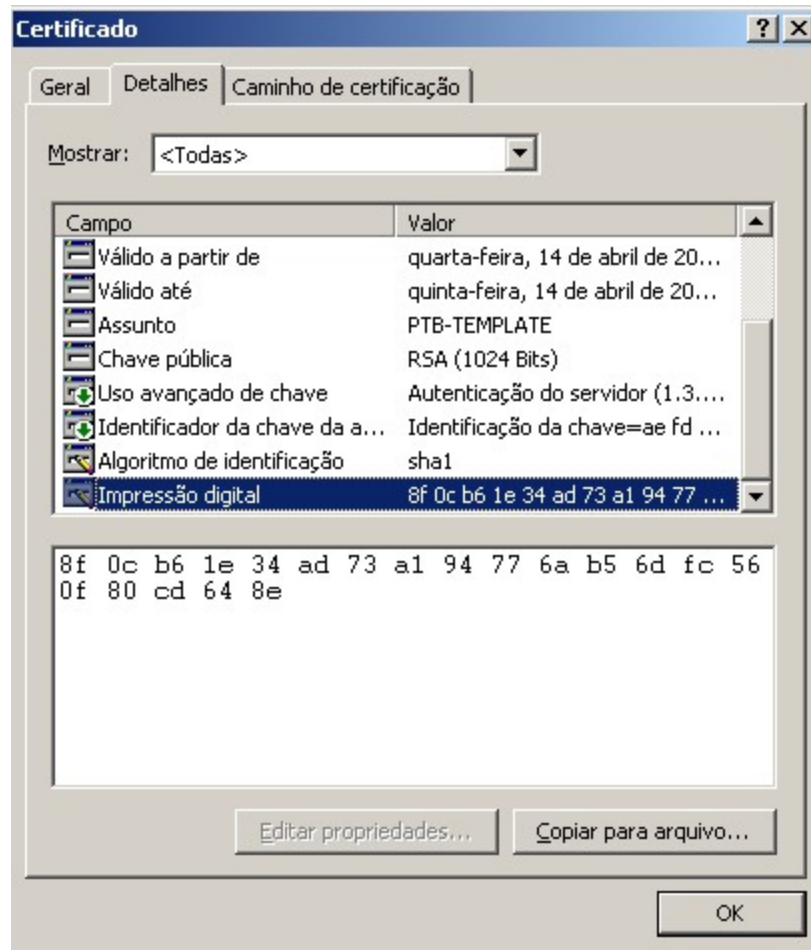 Certificado
Geral Detalhes Caminho de certificação
Mostrar: <Todas>
Campo Valor
Válido a partir de quarta-feira, 14 de abril de 20...
Válido até quinta-feira, 14 de abril de 20...
Assunto PTB-TEMPLATE
Chave pública RSA (1024 Bits)
Uso avançado de chave Autenticação do servidor (1.3....
Identificador da chave da a... Identificação da chave=ae fd ...
Algoritmo de identificação sha1
Impressão digital 8f 0c b6 1e 34 ad 73 a1 94 77 ...
8f 0c b6 1e 34 ad 73 a1 94 77 6a b5 6d fc 56
0f 80 cd 64 8e
Editar propriedades... Copiar para arquivo...
OK